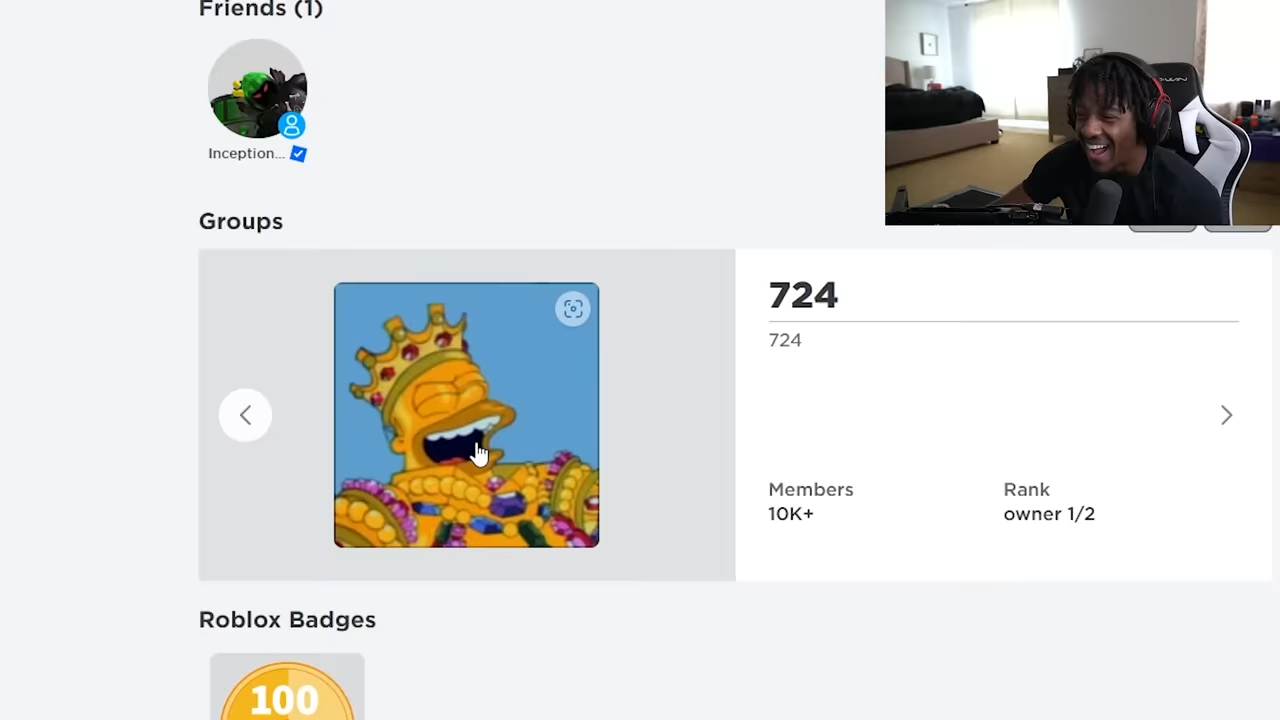 Friends (1)
Inception...
Groups
724
724
Members
Rank
10K+
owner 1/2
Roblox Badges
100